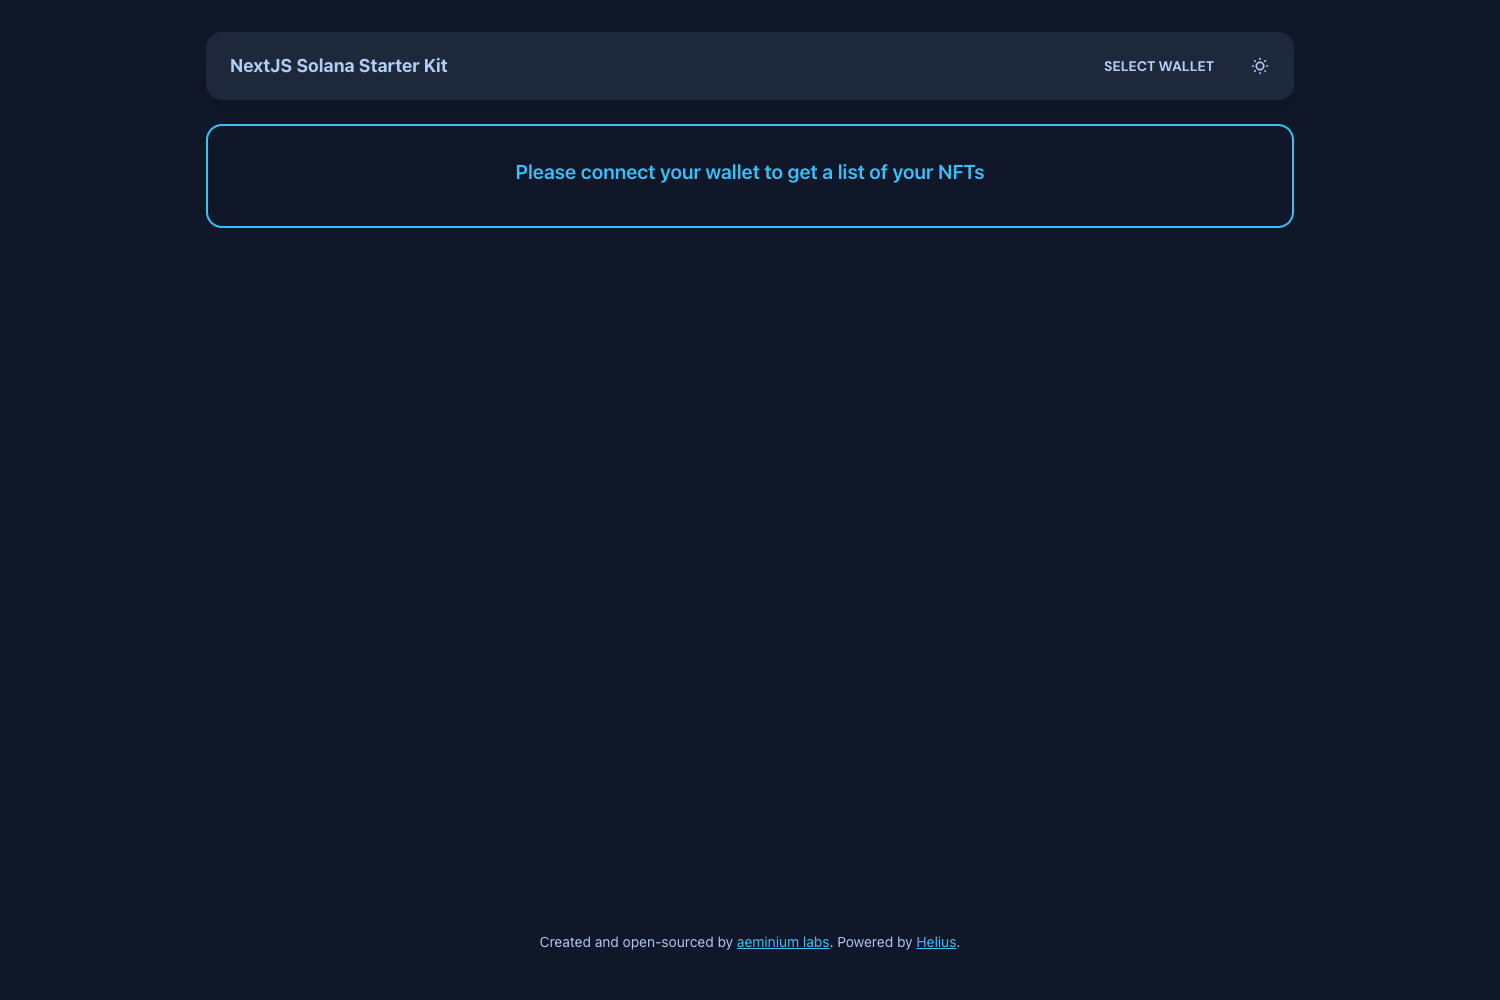 NextJS Solana Starter Kit
SELECT WALLET
Please connect your wallet to get a list of your NFTs
Created and open-sourced by aeminium labs. Powered by Helius.